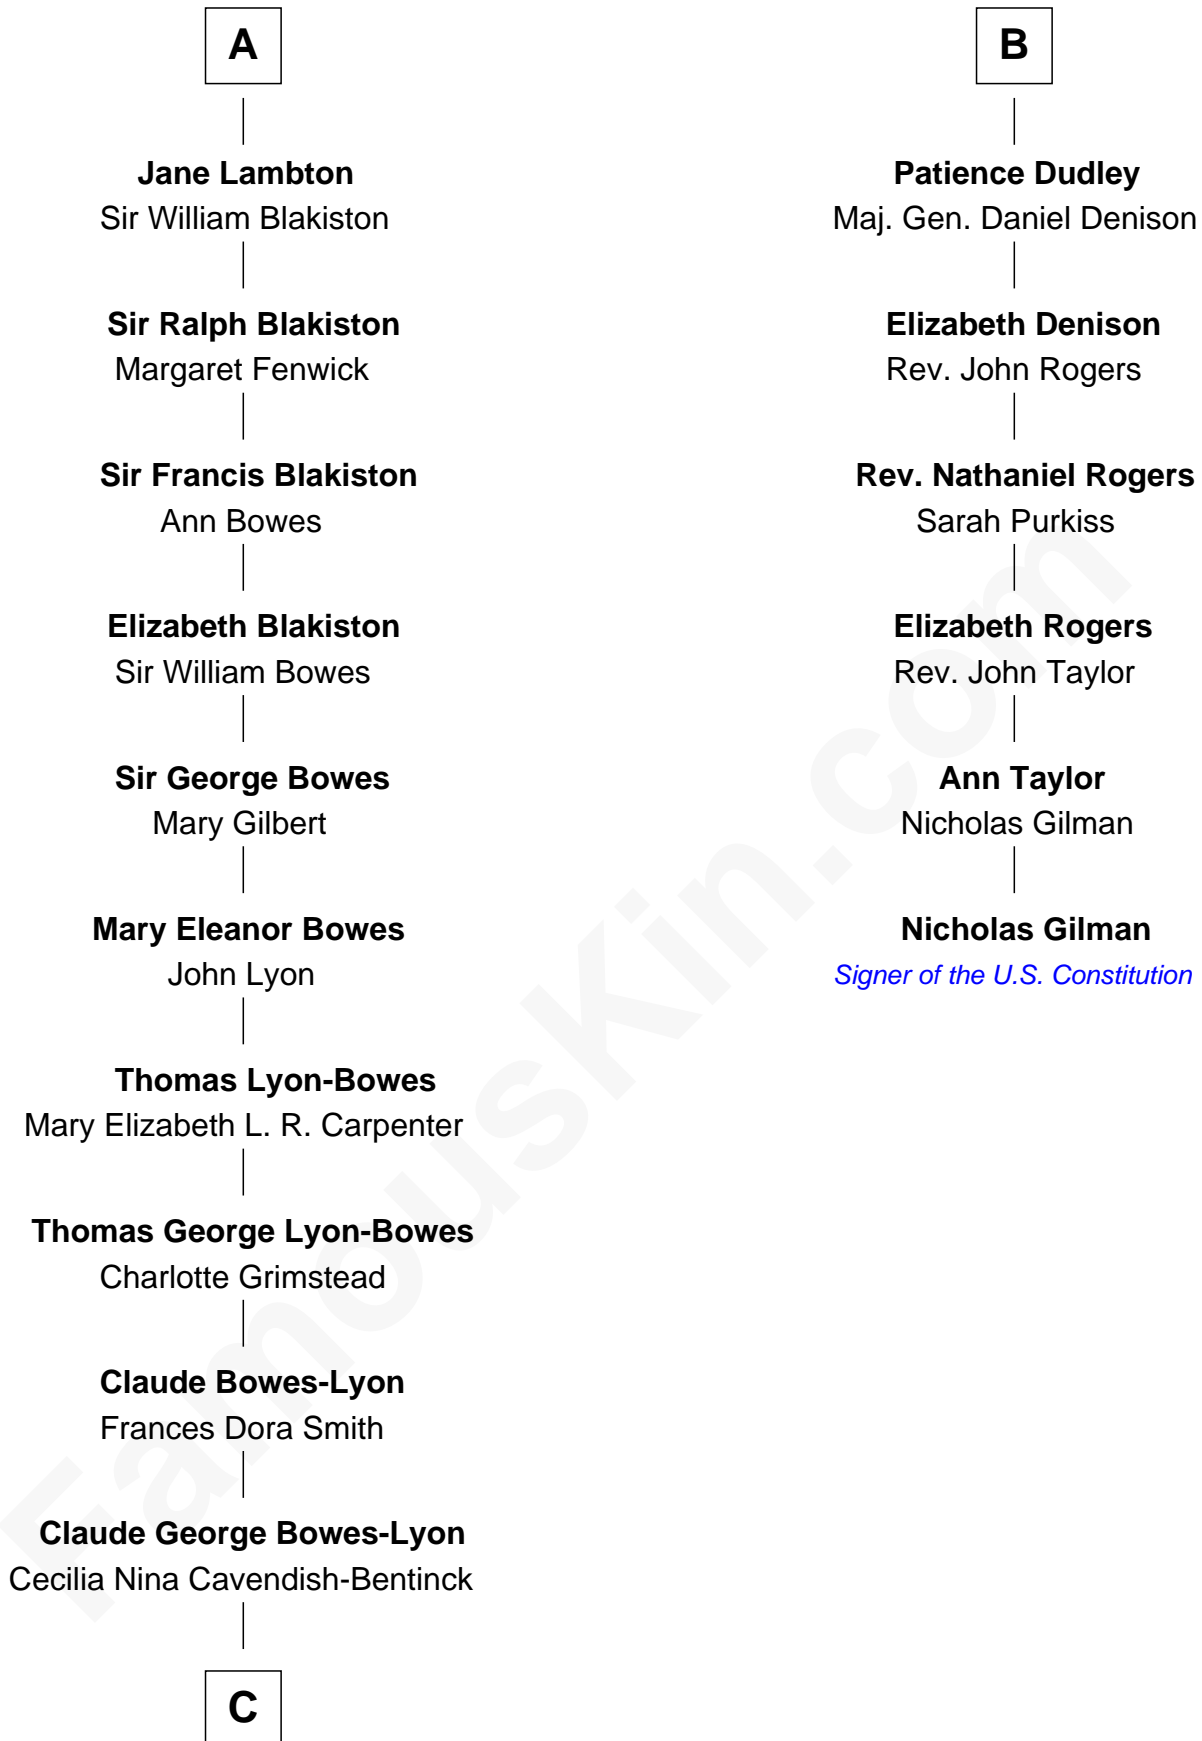 A
Jane Lambton
Sir William Blakiston
Sir Ralph Blakiston
Margaret Fenwick
Sir Francis Blakiston
Ann Bowes
Elizabeth Blakiston
Sir William Bowes
Sir George Bowes
Mary Gilbert
Mary Eleanor Bowes
John Lyon
Thomas Lyon-Bowes
Mary Elizabeth L. R. Carpenter
Thomas George Lyon-Bowes
Charlotte Grimstead
Claude Bowes-Lyon
Frances Dora Smith
Claude George Bowes-Lyon
Cecilia Nina Cavendish-Bentinck
C
B
Patience Dudley
Maj. Gen. Daniel Denison
Elizabeth Denison
Rev. John Rogers
Rev. Nathaniel Rogers
Sarah Purkiss
Elizabeth Rogers
Rev. John Taylor
Ann Taylor
Nicholas Gilman
Nicholas Gilman
Signer of the U.S. Constitution
FamousKin.com